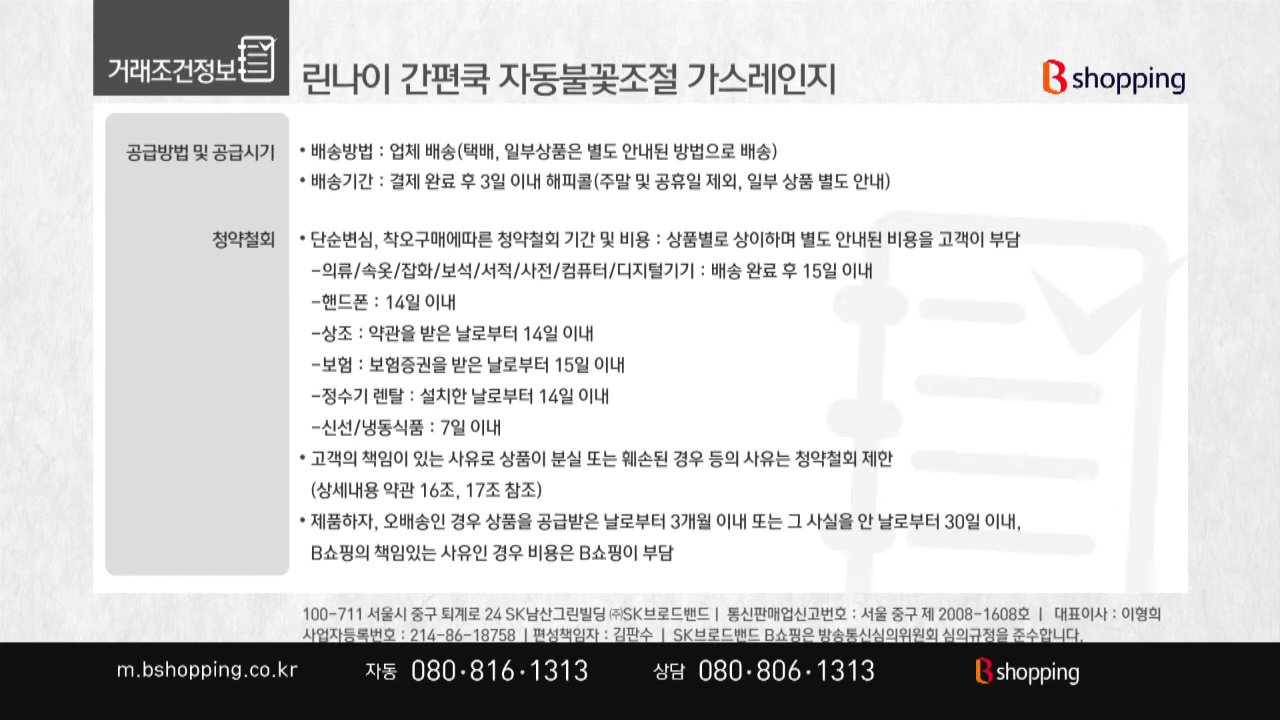 거래조건정보
린나이 간편쿡 자동불꽃조절 가스레인지
B shopping
공급방법 및 공급시기
• 배송방법 : 업체 배송(택배, 일부상품은 별도 안내된 방법으로 배송)
• 배송기간 : 결제 완료 후 3일 이내 해피콜(주말 및 공휴일 제외, 일부 상품 별도 안내)
청약철회
• 단순변심, 착오구매에따른 청약철회 기간 및 비용 : 상품별로 상이하며 별도 안내된 비용을 고객이 부담
-의류/속옷/잡화/보석/서적/사전/컴퓨터/디지털기기 : 배송 완료 후 15일 이내
-핸드폰 : 14일 이내
-상조 : 약관을 받은 날로부터 14일 이내
-보험 : 보험증권을 받은 날로부터 15일 이내
-정수기 렌탈 : 설치한 날로부터 14일 이내
-신선/냉동식품 : 7일 이내
• 고객의 책임이 있는 사유로 상품이 분실 또는 훼손된 경우 등의 사유는 청약철회 제한
(상세내용 약관 16조, 17조 참조)
• 제품하자, 오배송인 경우 상품을 공급받은 날로부터 3개월 이내 또는 그 사실을 안 날로부터 30일 이내,
B쇼핑의 책임있는 사유인 경우 비용은 B쇼핑이 부담
100-711 서울시 중구 퇴계로 24 SK남산그린빌딩 ㈜SK브로드밴드 | 통신판매업신고번호 : 서울 중구 제 2008-1608호 | 대표이사 : 이형희
사업자등록번호 : 214-86-18758 | 편성책임자 : 김판수 | SK브로드밴드 B쇼핑은 방송통신심의위원회 심의규정을 준수합니다.
m.bshopping.co.kr 자동 080·816·1313 상담 080·806·1313 B shopping